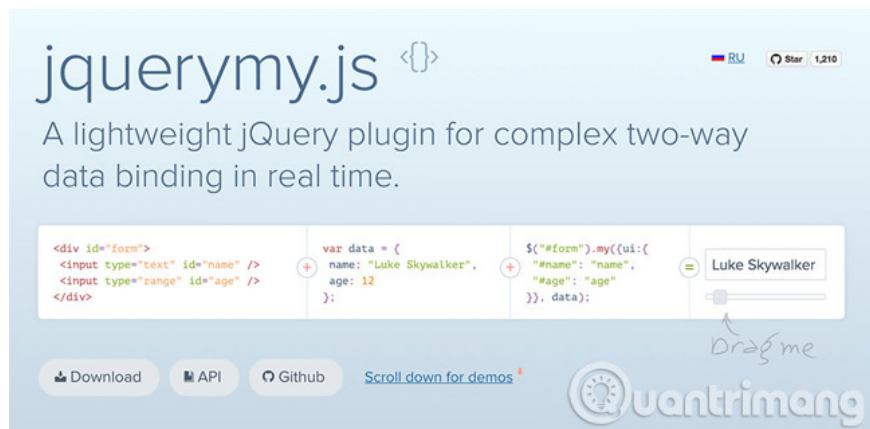 jquerymy.js <{}>
RU
Star 1,210
A lightweight jQuery plugin for complex two-way
data binding in real time.
<div id="form">
<input type="text" id="name" />
<input type="range" id="age" />
</div>
+
var data = {
name: "Luke Skywalker",
age: 12
};
+
$("#form").my({ui:{
"#name": "name",
"#age": "age"
}}, data);
=
Luke Skywalker
Drag me
Download
API
Github
Scroll down for demos
Quantrimang